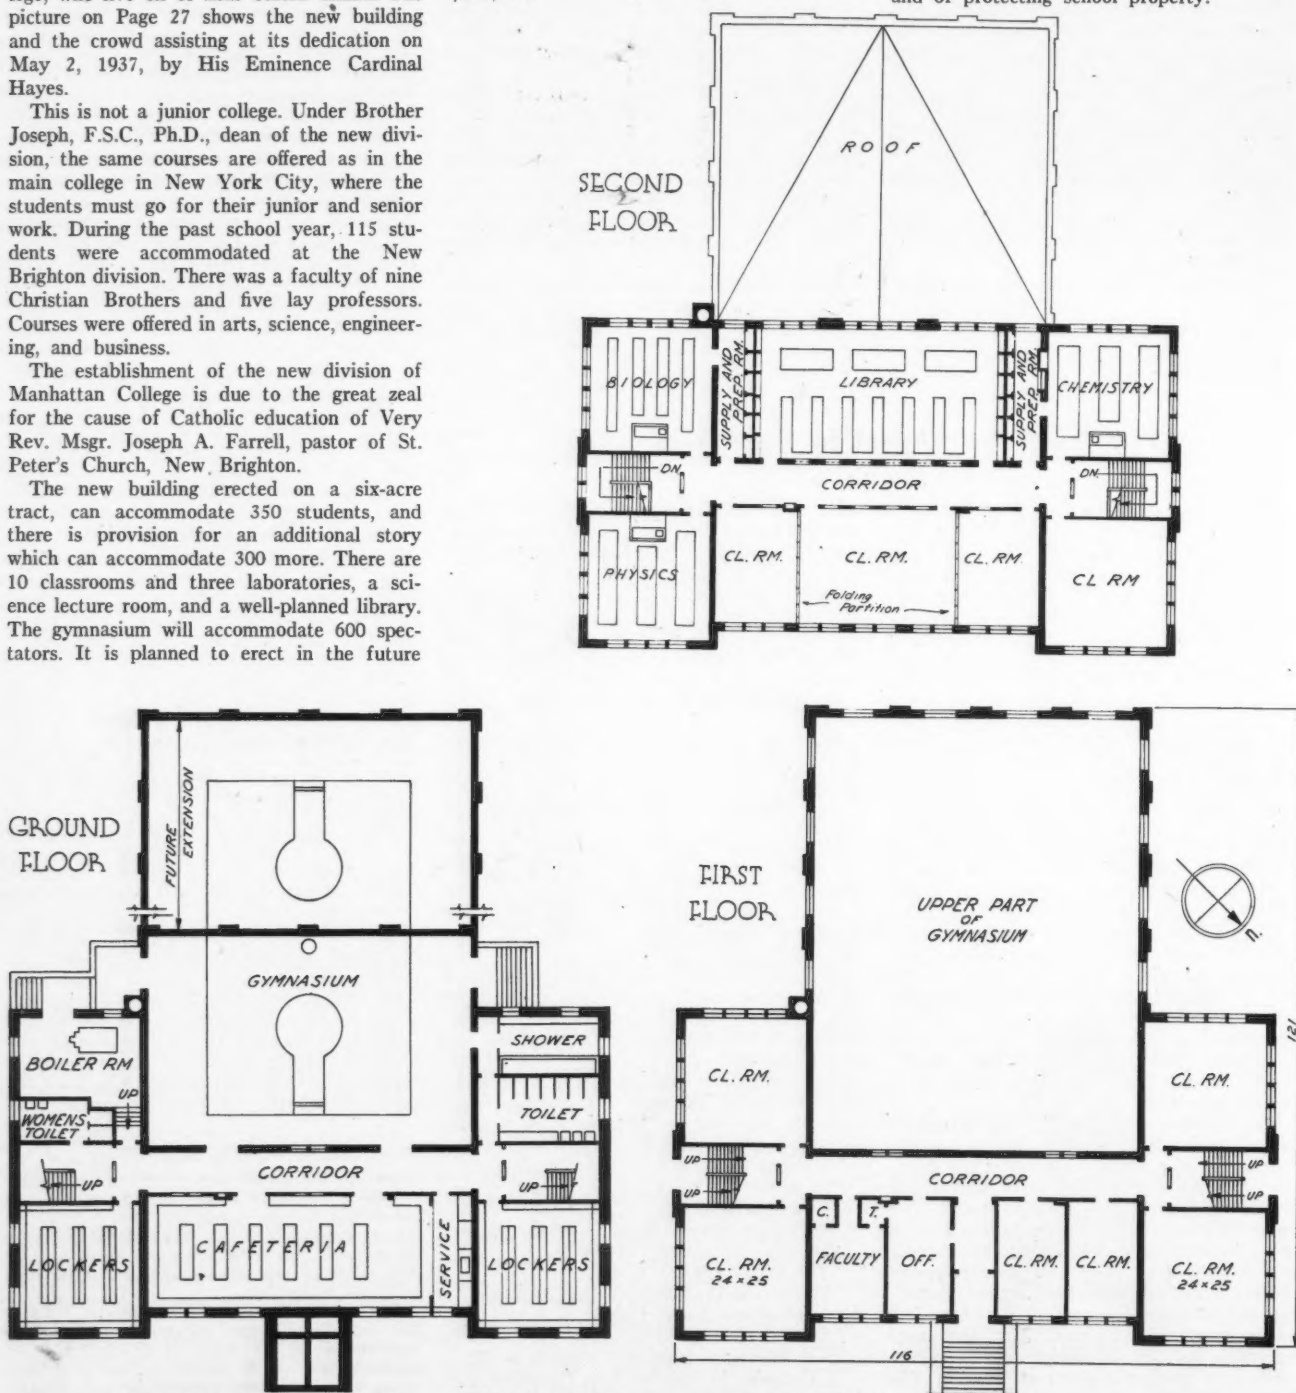 picture on Page 27 shows the new building
and the crowd assisting at its dedication on
May 2, 1937, by His Eminence Cardinal
Hayes.
This is not a junior college. Under Brother
Joseph, F.S.C., Ph.D., dean of the new divi-
sion, the same courses are offered as in the
main college in New York City, where the
students must go for their junior and senior
work. During the past school year, 115 stu-
dents were accommodated at the New
Brighton division. There was a faculty of nine
Christian Brothers and five lay professors.
Courses were offered in arts, science, engineer-
ing, and business.
The establishment of the new division of
Manhattan College is due to the great zeal
for the cause of Catholic education of Very
Rev. Msgr. Joseph A. Farrell, pastor of St.
Peter's Church, New Brighton.
The new building erected on a six-acre
tract, can accommodate 350 students, and
there is provision for an additional story
which can accommodate 300 more. There are
10 classrooms and three laboratories, a sci-
ence lecture room, and a well-planned library.
The gymnasium will accommodate 600 spec-
tators. It is planned to erect in the future
and of protecting school property.
SECOND
FLOOR
ROOF
BIOLOGY
SUPPLY AND
PREP. RM.
LIBRARY
SUPPLY AND
PREP. RM.
CHEMISTRY
DN.
CORRIDOR
DN.
PHYSICS
CL. RM.
CL. RM.
CL. RM.
CL RM
Folding
Partition
GROUND
FLOOR
FUTURE
EXTENSION
GYMNASIUM
BOILER RM
UP
WOMENS
TOILET
SHOWER
TOILET
UP
CORRIDOR
UP
LOCKERS
CAFETERIA
SERVICE
LOCKERS
FIRST
FLOOR
UPPER PART
OF
GYMNASIUM
N.
121
CL. RM.
CL. RM.
UP
UP
CORRIDOR
UP
UP
C.
T.
CL. RM.
24×25
FACULTY
OFF.
CL. RM.
CL. RM.
CL. RM.
24×25
116